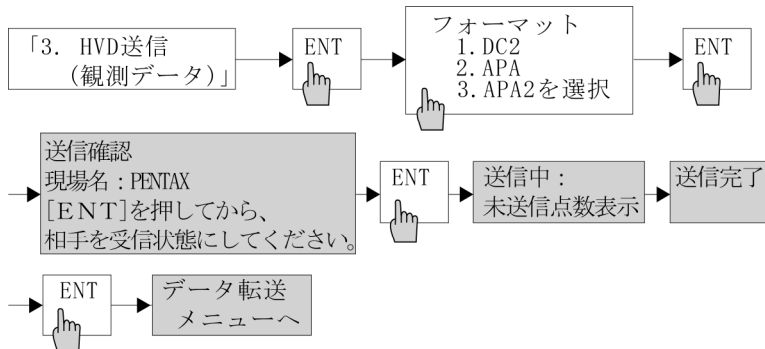 「3. HVD送信
(観測データ)」
ENT
フォーマット
1.DC2
2.APA
3.APA2を選択
ENT
送信確認
現場名：PENTAX
[ＥＮＴ]を押してから、
相手を受信状態にしてください。
ENT
送信中：
未送信点数表示
送信完了
ENT
データ転送
メニューへ